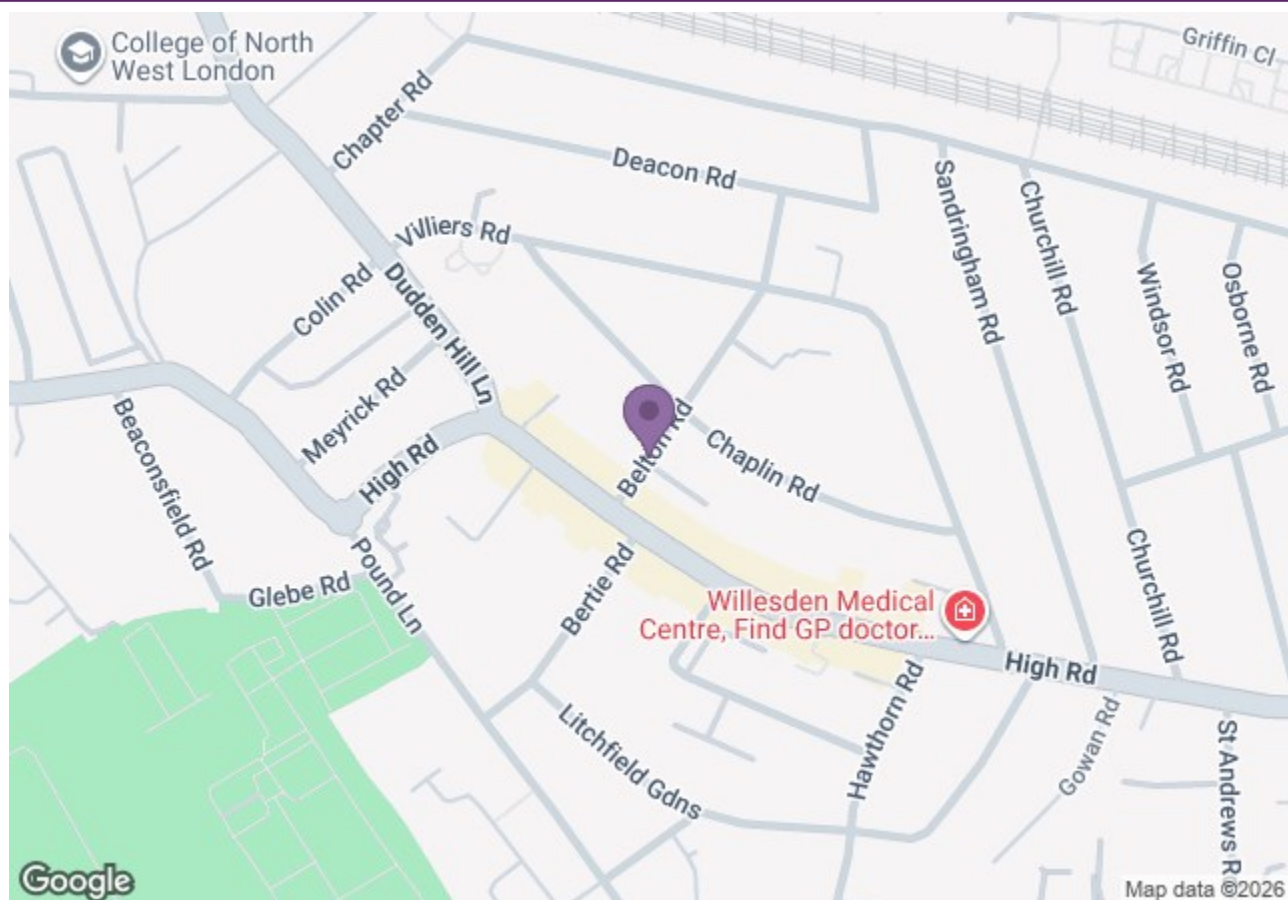 College of North
West London
Griffin Cl
Chapter Rd
Deacon Rd
Sandringham Rd
Churchill Rd
Villiers Rd
Windsor Rd
Osborne Rd
Colin Rd
Dudden Hill Ln
Meyrick Rd
Beaconsfield Rd
High Rd
Belton Rd
Chaplin Rd
Churchill Rd
Pound Ln
Glebe Rd
Bertie Rd
Willesden Medical
Centre, Find GP doctor...
High Rd
Hawthorn Rd
Gowan Rd
Litchfield Gdns
St Andrews R
Google
Map data ©2026